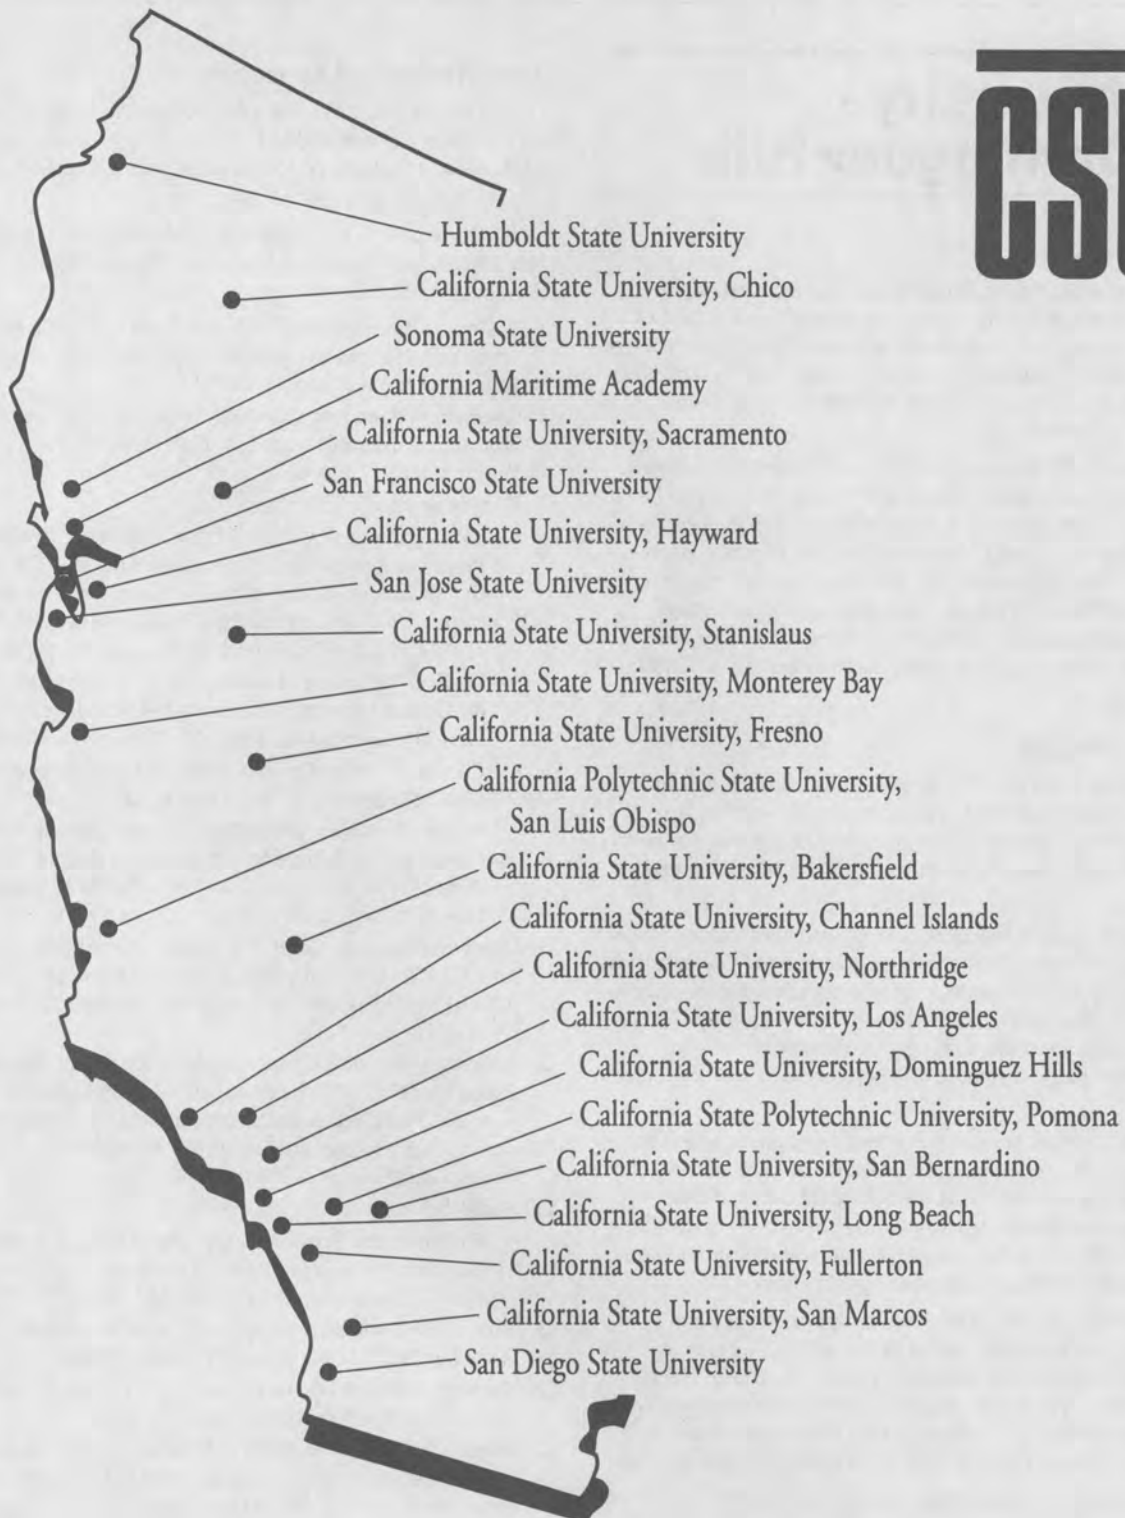 CSU
Humboldt State University
California State University, Chico
Sonoma State University
California Maritime Academy
California State University, Sacramento
San Francisco State University
California State University, Hayward
San Jose State University
California State University, Stanislaus
California State University, Monterey Bay
California State University, Fresno
California Polytechnic State University,
San Luis Obispo
California State University, Bakersfield
California State University, Channel Islands
California State University, Northridge
California State University, Los Angeles
California State University, Dominguez Hills
California State Polytechnic University, Pomona
California State University, San Bernardino
California State University, Long Beach
California State University, Fullerton
California State University, San Marcos
San Diego State University